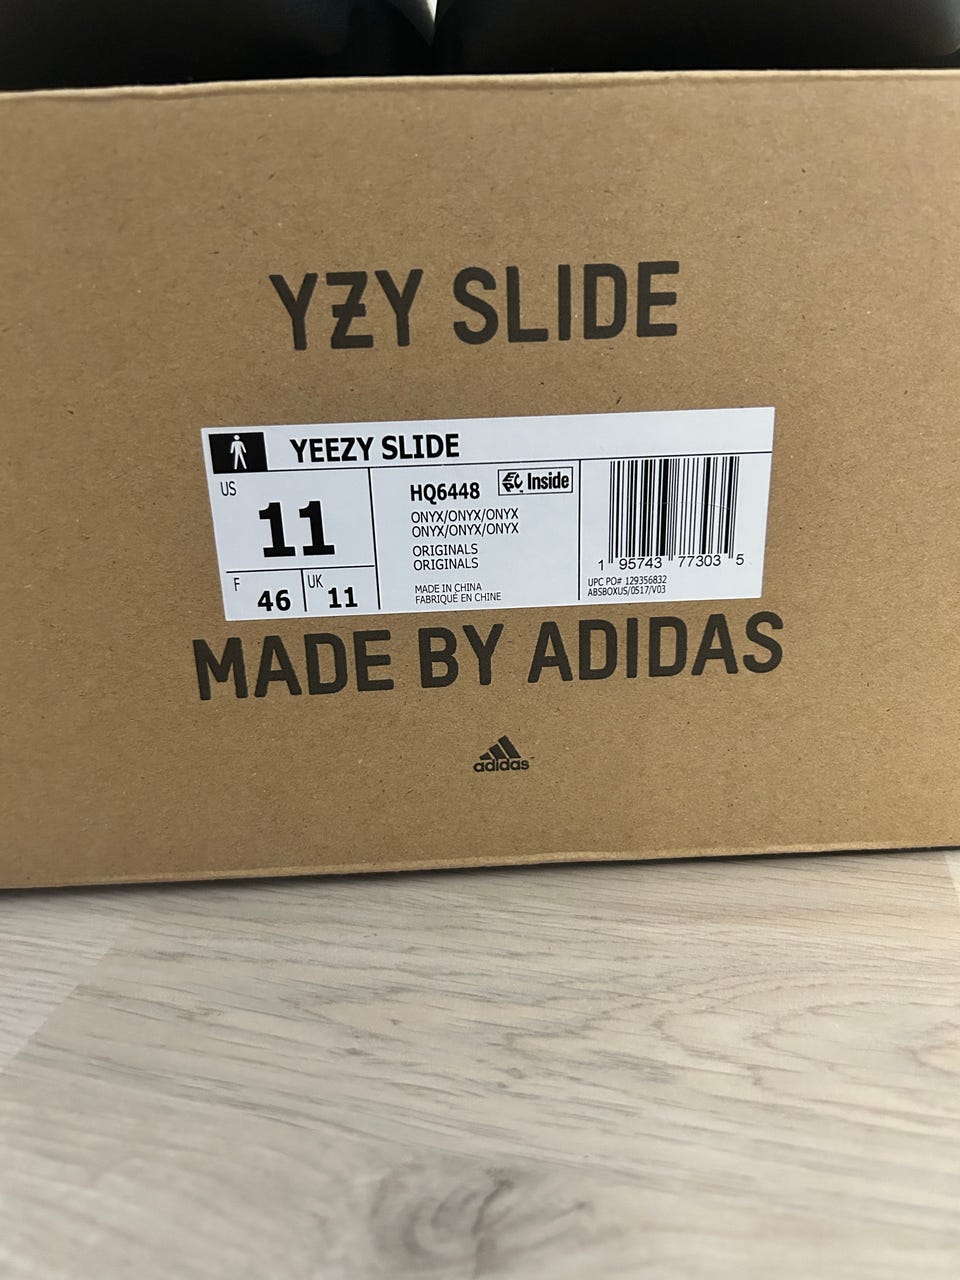 YZY SLIDE
YEEZY SLIDE
US
11
F
46
UK
11
HQ6448
Inside
ONYX/ONYX/ONYX
ONYX/ONYX/ONYX
ORIGINALS
ORIGINALS
MADE IN CHINA
FABRIQUÉ EN CHINE
1 95743 77303 5
UPC PO# 129356832
ABSBOXUS/0517/V03
MADE BY ADIDAS
adidas